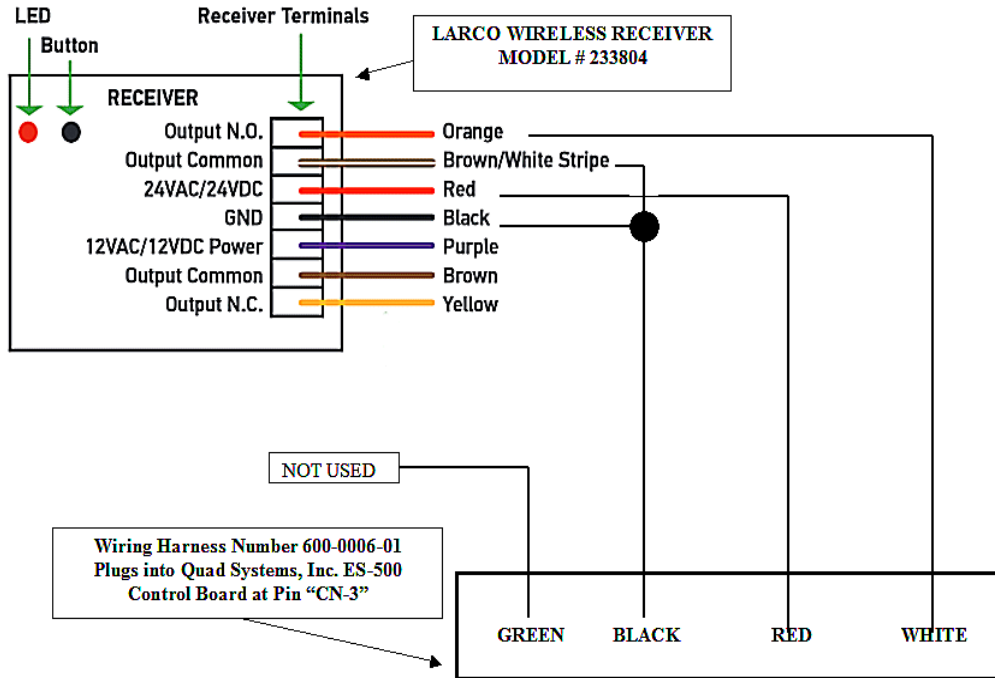 LED
Button
Receiver Terminals
LARCO WIRELESS RECEIVER
MODEL # 233804
RECEIVER
Output N.O.
Orange
Output Common
Brown/White Stripe
24VAC/24VDC
Red
GND
Black
12VAC/12VDC Power
Purple
Output Common
Brown
Output N.C.
Yellow
NOT USED
Wiring Harness Number 600-0006-01
Plugs into Quad Systems, Inc. ES-500
Control Board at Pin “CN-3”
GREEN
BLACK
RED
WHITE